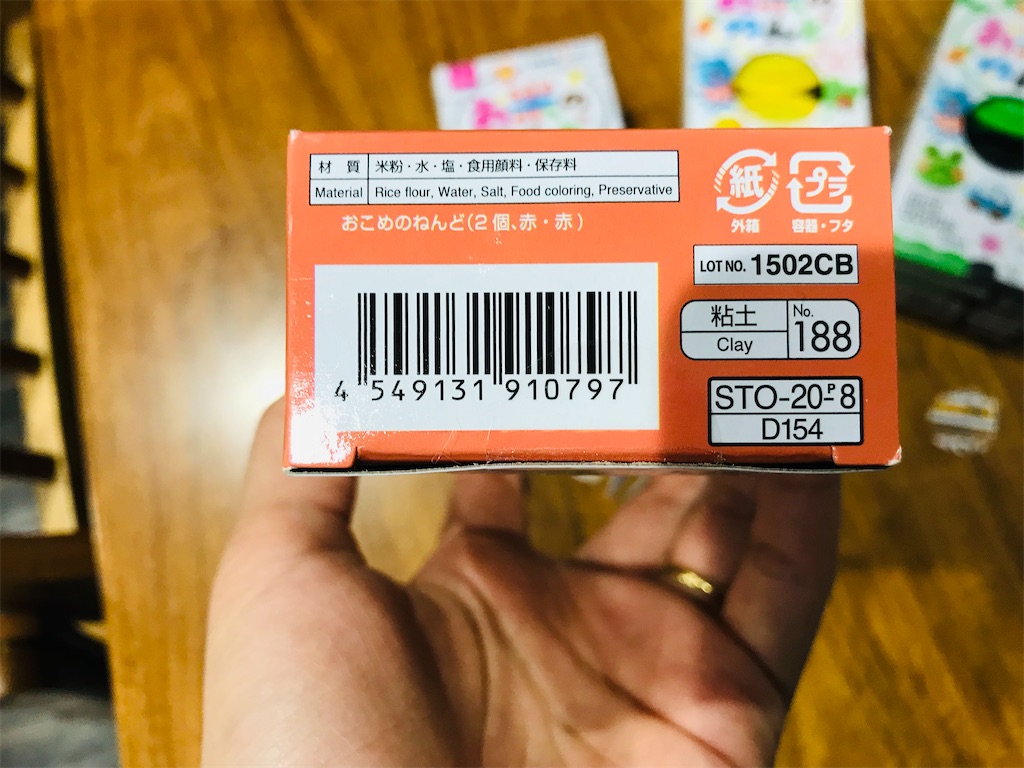 材 質 米粉・水・塩・食用顔料・保存料
Material Rice flour, Water, Salt, Food coloring, Preservative
おこめのねんど(2個、赤・赤)
紙
外箱
プラ
容器・フタ
LOT NO. 1502CB
粘土
Clay
No.
188
STO-20-P8
D154
4 549131 910797